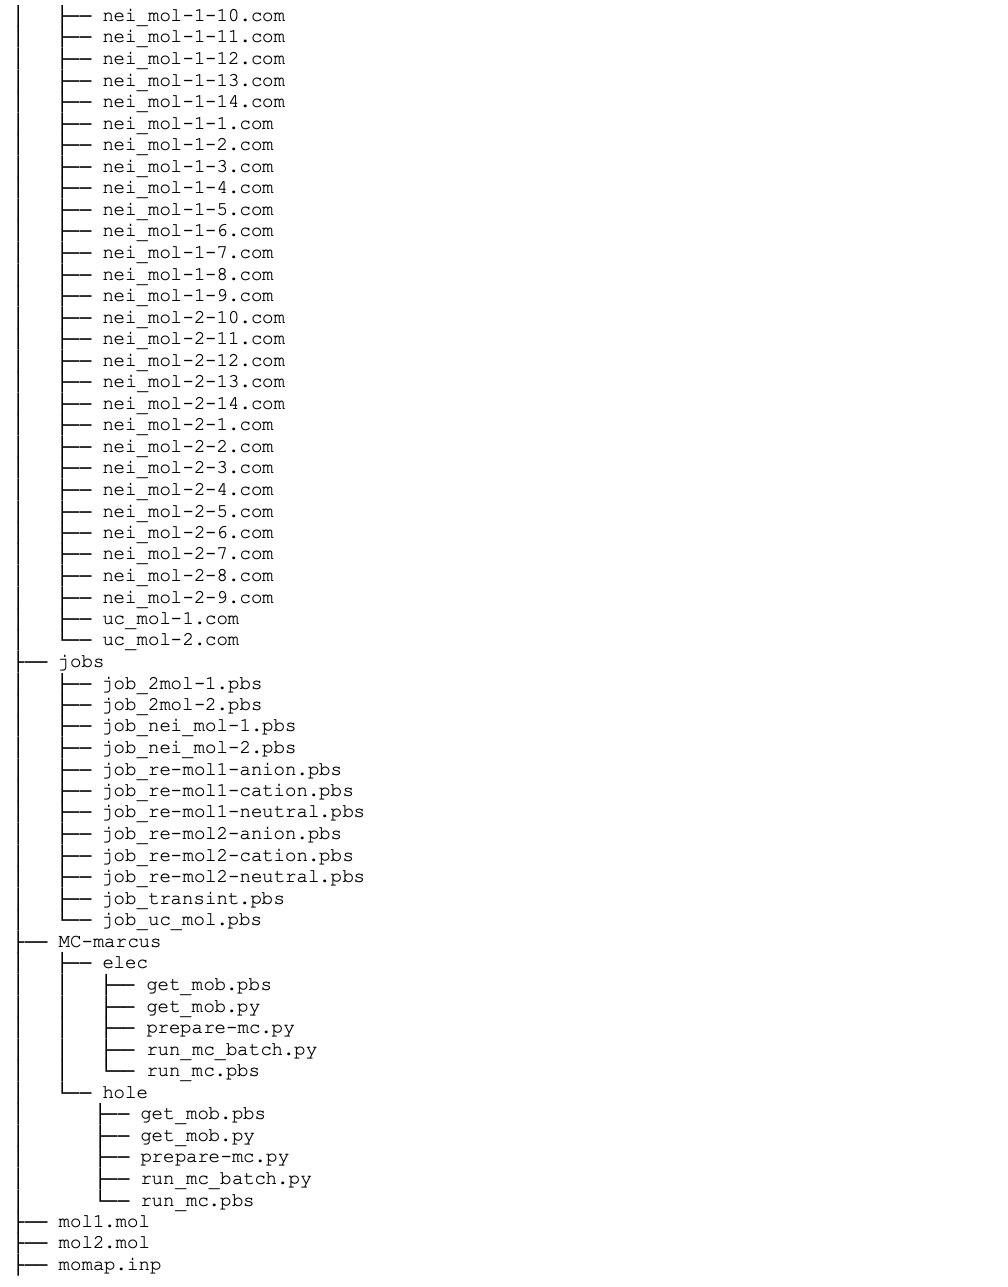 │   ├── nei_mol-1-10.com
│   ├── nei_mol-1-11.com
│   ├── nei_mol-1-12.com
│   ├── nei_mol-1-13.com
│   ├── nei_mol-1-14.com
│   ├── nei_mol-1-1.com
│   ├── nei_mol-1-2.com
│   ├── nei_mol-1-3.com
│   ├── nei_mol-1-4.com
│   ├── nei_mol-1-5.com
│   ├── nei_mol-1-6.com
│   ├── nei_mol-1-7.com
│   ├── nei_mol-1-8.com
│   ├── nei_mol-1-9.com
│   ├── nei_mol-2-10.com
│   ├── nei_mol-2-11.com
│   ├── nei_mol-2-12.com
│   ├── nei_mol-2-13.com
│   ├── nei_mol-2-14.com
│   ├── nei_mol-2-1.com
│   ├── nei_mol-2-2.com
│   ├── nei_mol-2-3.com
│   ├── nei_mol-2-4.com
│   ├── nei_mol-2-5.com
│   ├── nei_mol-2-6.com
│   ├── nei_mol-2-7.com
│   ├── nei_mol-2-8.com
│   ├── nei_mol-2-9.com
│   ├── uc_mol-1.com
│   └── uc_mol-2.com
├── jobs
│   ├── job_2mol-1.pbs
│   ├── job_2mol-2.pbs
│   ├── job_nei_mol-1.pbs
│   ├── job_nei_mol-2.pbs
│   ├── job_re-mol1-anion.pbs
│   ├── job_re-mol1-cation.pbs
│   ├── job_re-mol1-neutral.pbs
│   ├── job_re-mol2-anion.pbs
│   ├── job_re-mol2-cation.pbs
│   ├── job_re-mol2-neutral.pbs
│   ├── job_transint.pbs
│   └── job_uc_mol.pbs
├── MC-marcus
│   ├── elec
│   │   ├── get_mob.pbs
│   │   ├── get_mob.py
│   │   ├── prepare-mc.py
│   │   ├── run_mc_batch.py
│   │   └── run_mc.pbs
│   └── hole
│       ├── get_mob.pbs
│       ├── get_mob.py
│       ├── prepare-mc.py
│       ├── run_mc_batch.py
│       └── run_mc.pbs
├── mol1.mol
├── mol2.mol
├── momap.inp